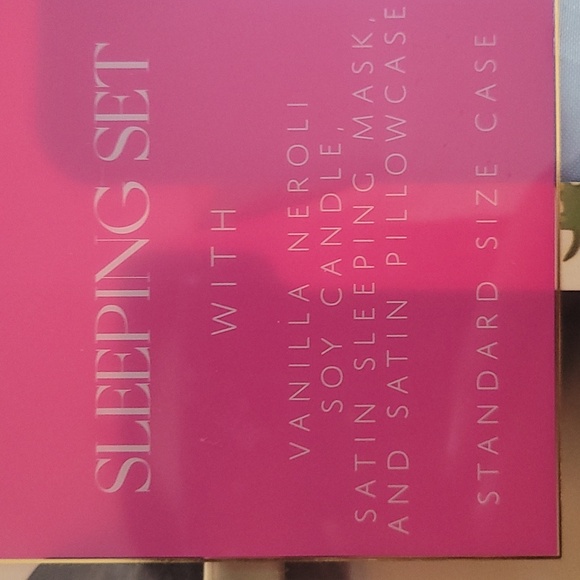 SLEEPING SET
WITH
VANILLA NEROLI
SOY CANDLE,
SATIN SLEEPING MASK,
AND SATIN PILLOWCASE
STANDARD SIZE CASE